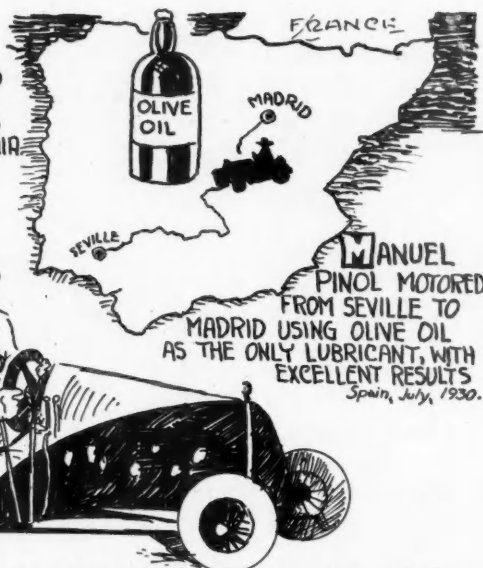 FRANCE
OLIVE
OIL
MADRID
SEVILLE
MANUEL
PINOL MOTORED
FROM SEVILLE TO
MADRID USING OLIVE OIL
AS THE ONLY LUBRICANT, WITH
EXCELLENT RESULTS
Spain, July, 1930.